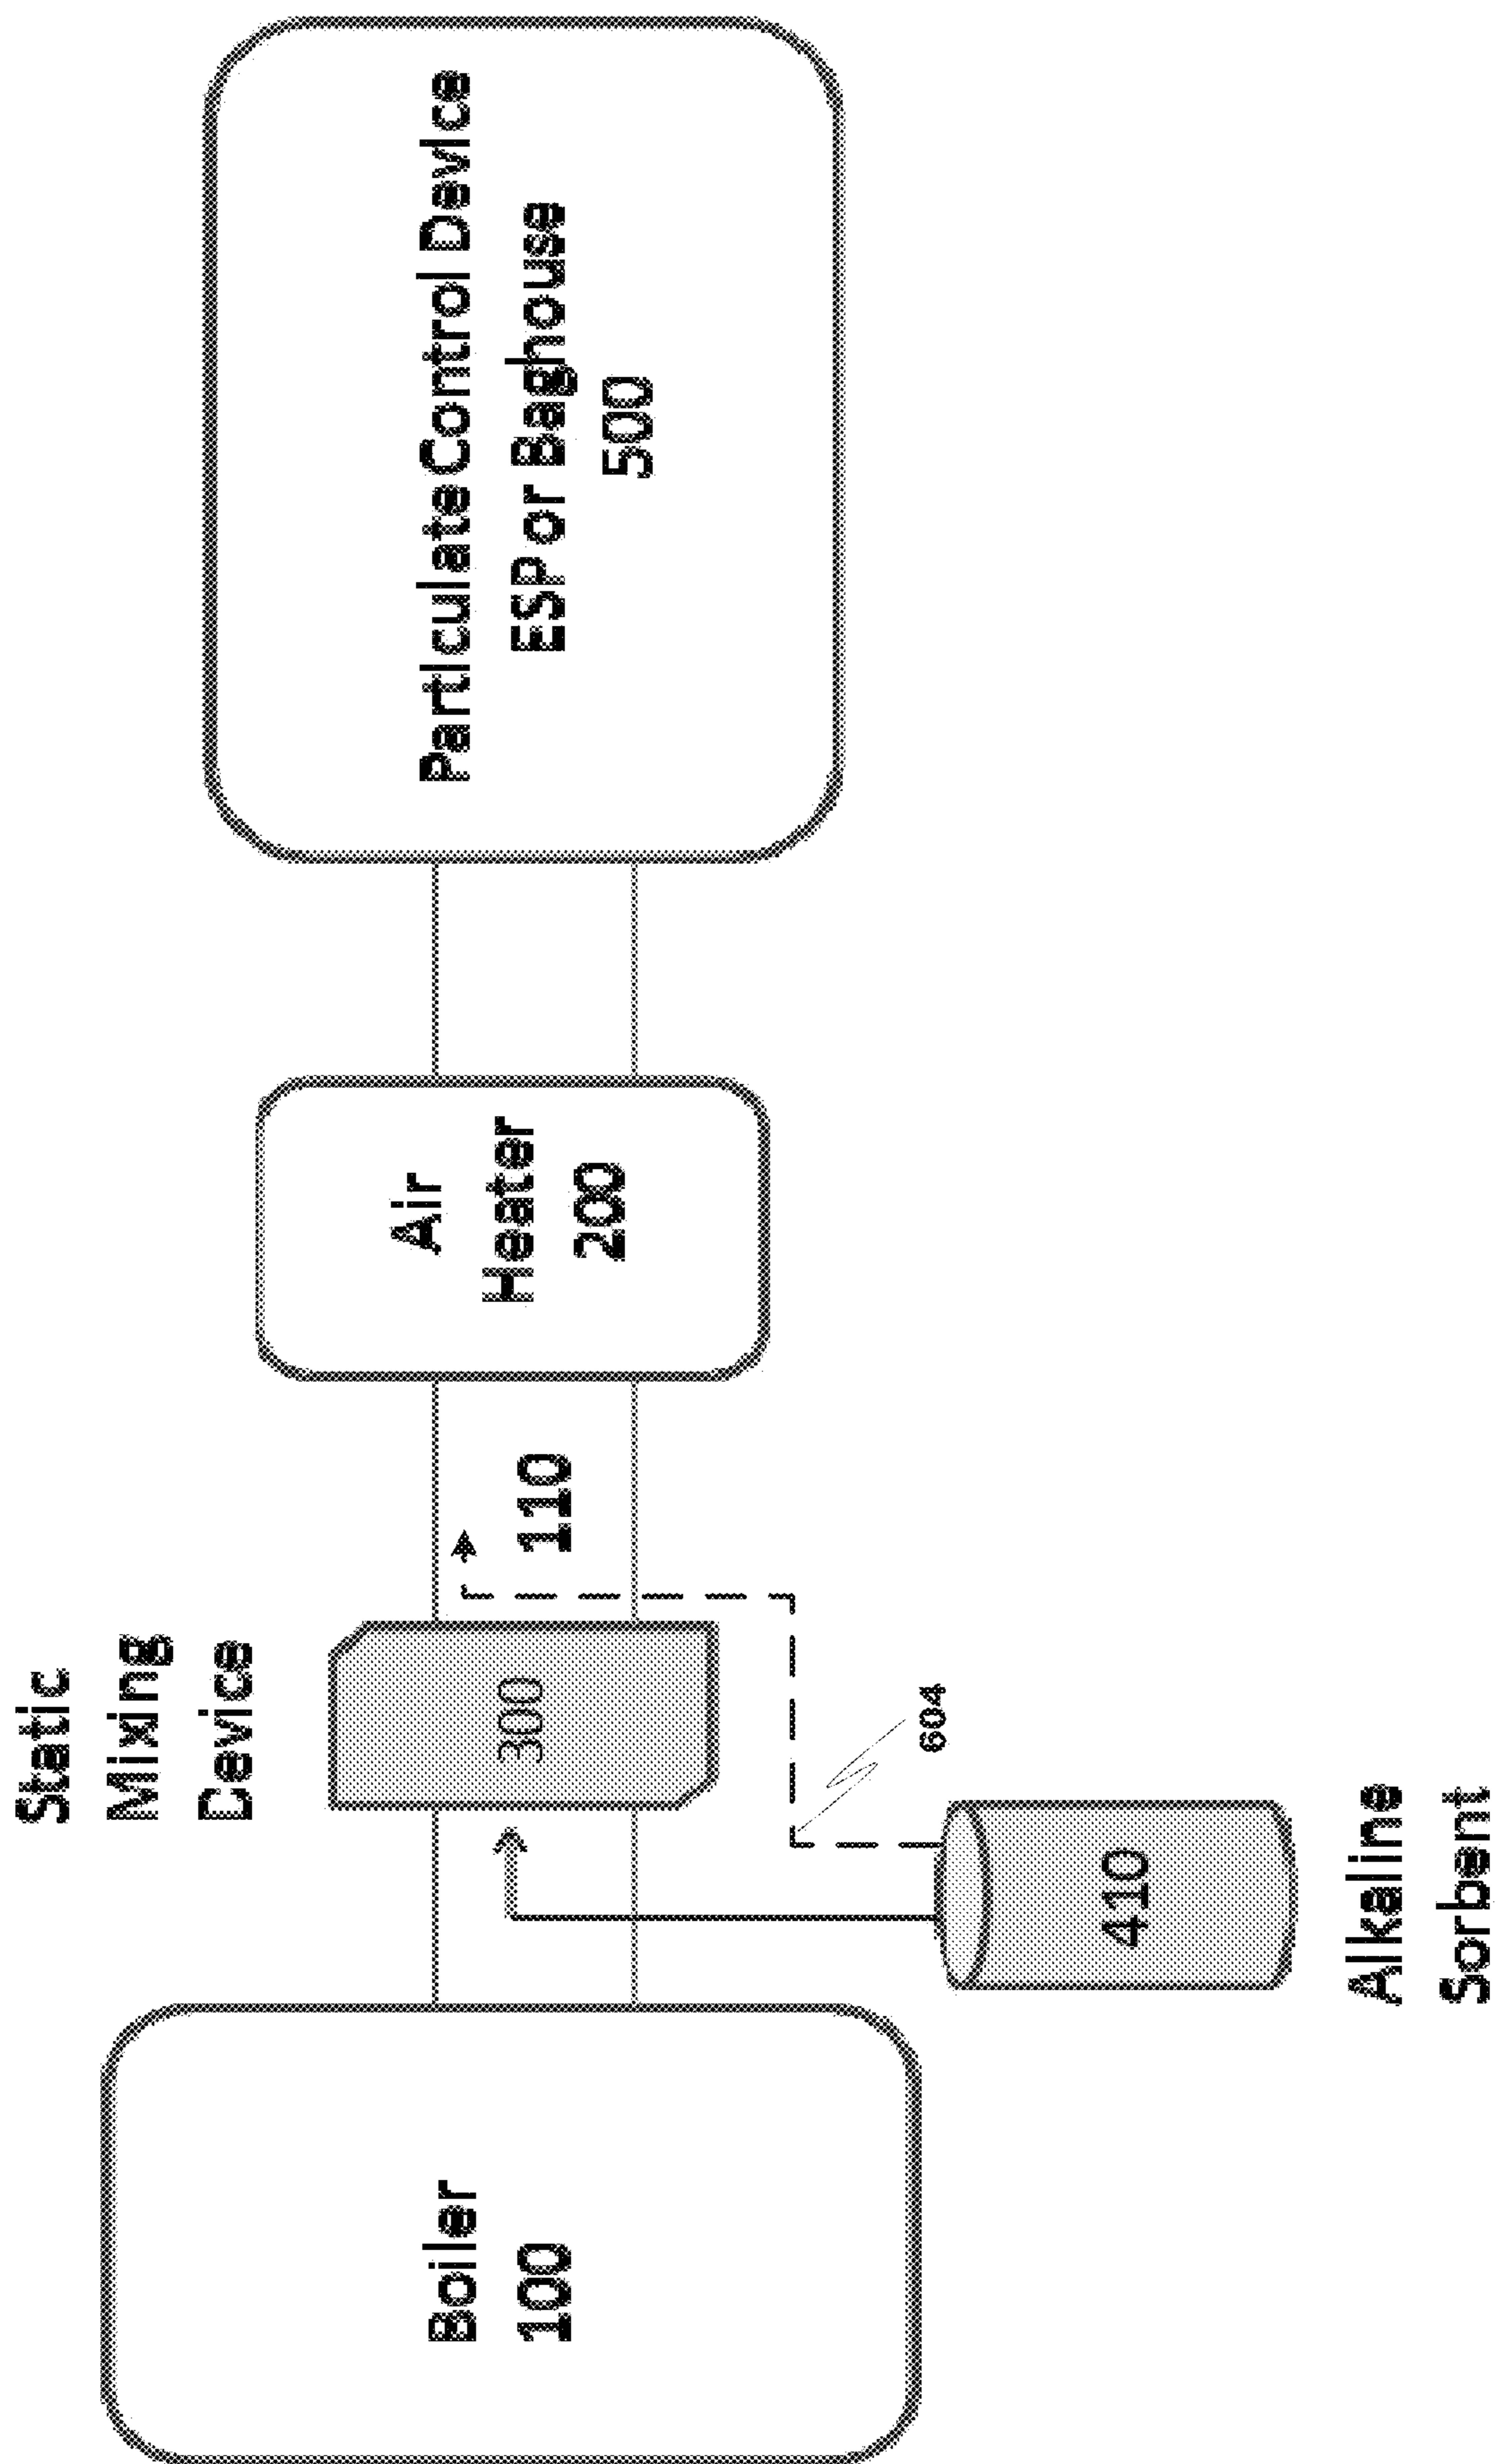 Static
Mixing
Device
Boiler
100
300
110
Air
Heater
200
Particulate Control Device
ESP or Baghouse
500
604
410
Alkaline
Sorbent